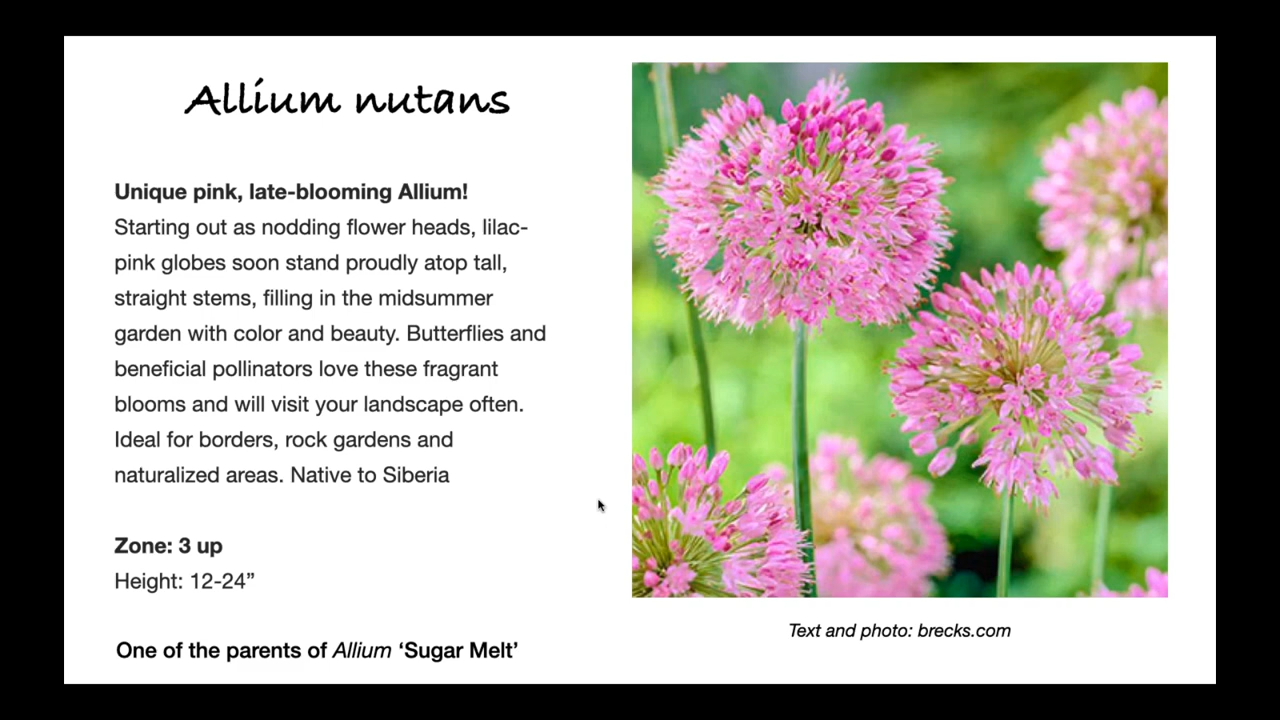 Allium nutans
Unique pink, late-blooming Allium!
Starting out as nodding flower heads, lilac-
pink globes soon stand proudly atop tall,
straight stems, filling in the midsummer
garden with color and beauty. Butterflies and
beneficial pollinators love these fragrant
blooms and will visit your landscape often.
Ideal for borders, rock gardens and
naturalized areas. Native to Siberia
Zone: 3 up
Height: 12-24”
One of the parents of Allium ‘Sugar Melt’
Text and photo: brecks.com